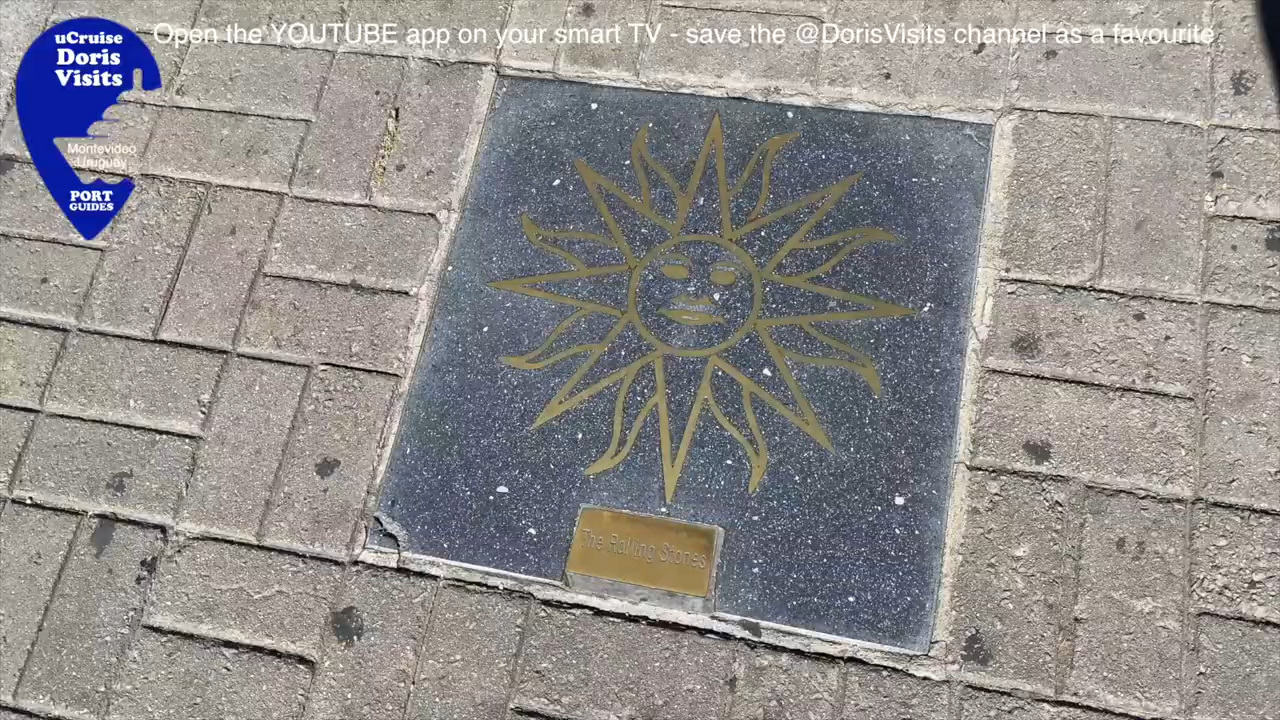 Open the YOUTUBE app on your smart TV - save the @DorisVisits channel as a favourite
uCruise
Doris
Visits
Montevideo
Uruguay
PORT
GUIDES
The Rolling Stones